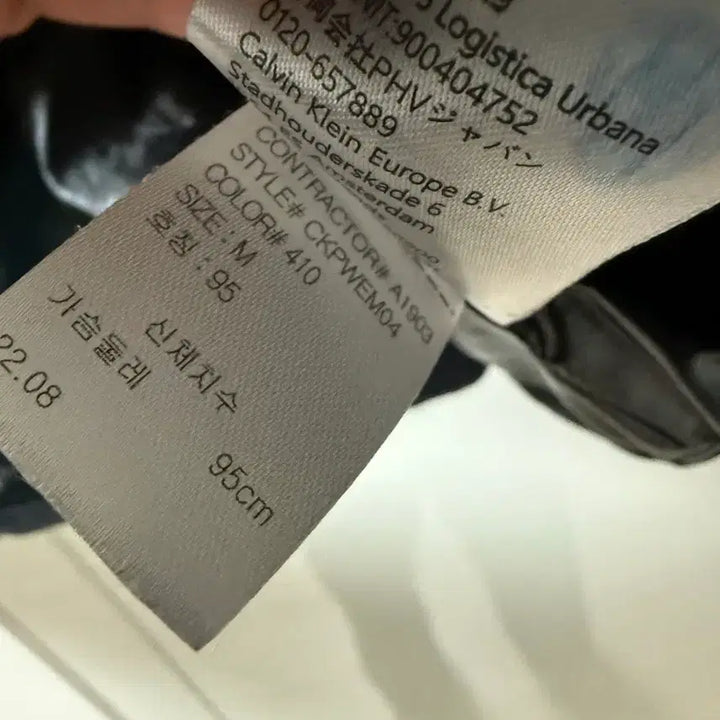 Logistica Urbana
MT:900404752
会社PHVジャパン
0120-657889
Calvin Klein Europe B.V.
Stadhouderskade 6
Amsterdam
CONTRACTOR# A1903
STYLE# CKPWEM04
COLOR# 410
SIZE : M
호칭 : 95
신체치수
가슴둘레
95cm
22.08